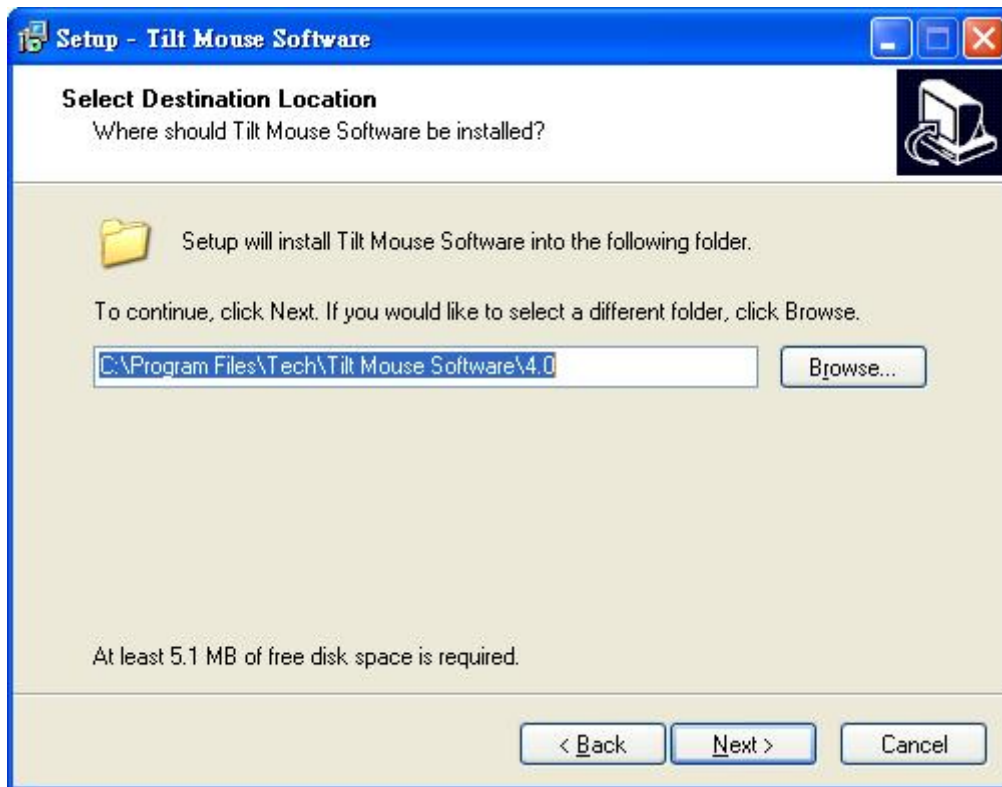 Setup - Tilt Mouse Software
Select Destination Location
Where should Tilt Mouse Software be installed?
Setup will install Tilt Mouse Software into the following folder.
To continue, click Next. If you would like to select a different folder, click Browse.
C:\Program Files\Tech\Tilt Mouse Software\4.0
Browse...
At least 5.1 MB of free disk space is required.
< Back Next > Cancel